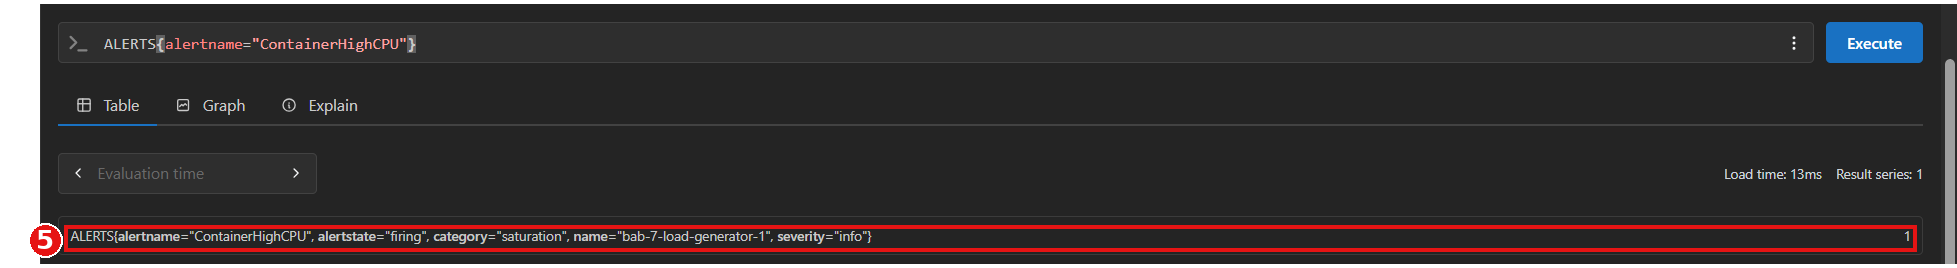 ALERTS{alertname="ContainerHighCPU"}
Execute
Table Graph Explain
Evaluation time
Load time: 13ms Result series: 1
5
ALERTS{alertname="ContainerHighCPU", alertstate="firing", category="saturation", name="bab-7-load-generator-1", severity="info"} 1